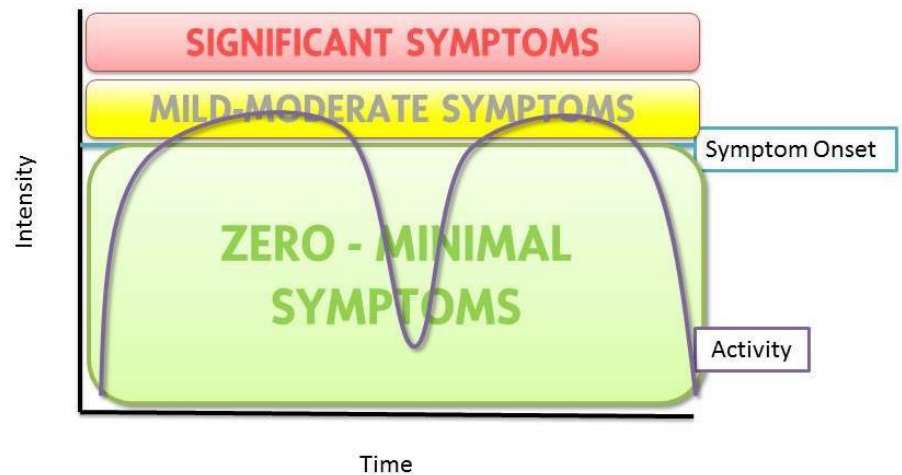 SIGNIFICANT SYMPTOMS
MILD-MODERATE SYMPTOMS
Symptom Onset
Intensity
ZERO - MINIMAL
SYMPTOMS
Activity
Time